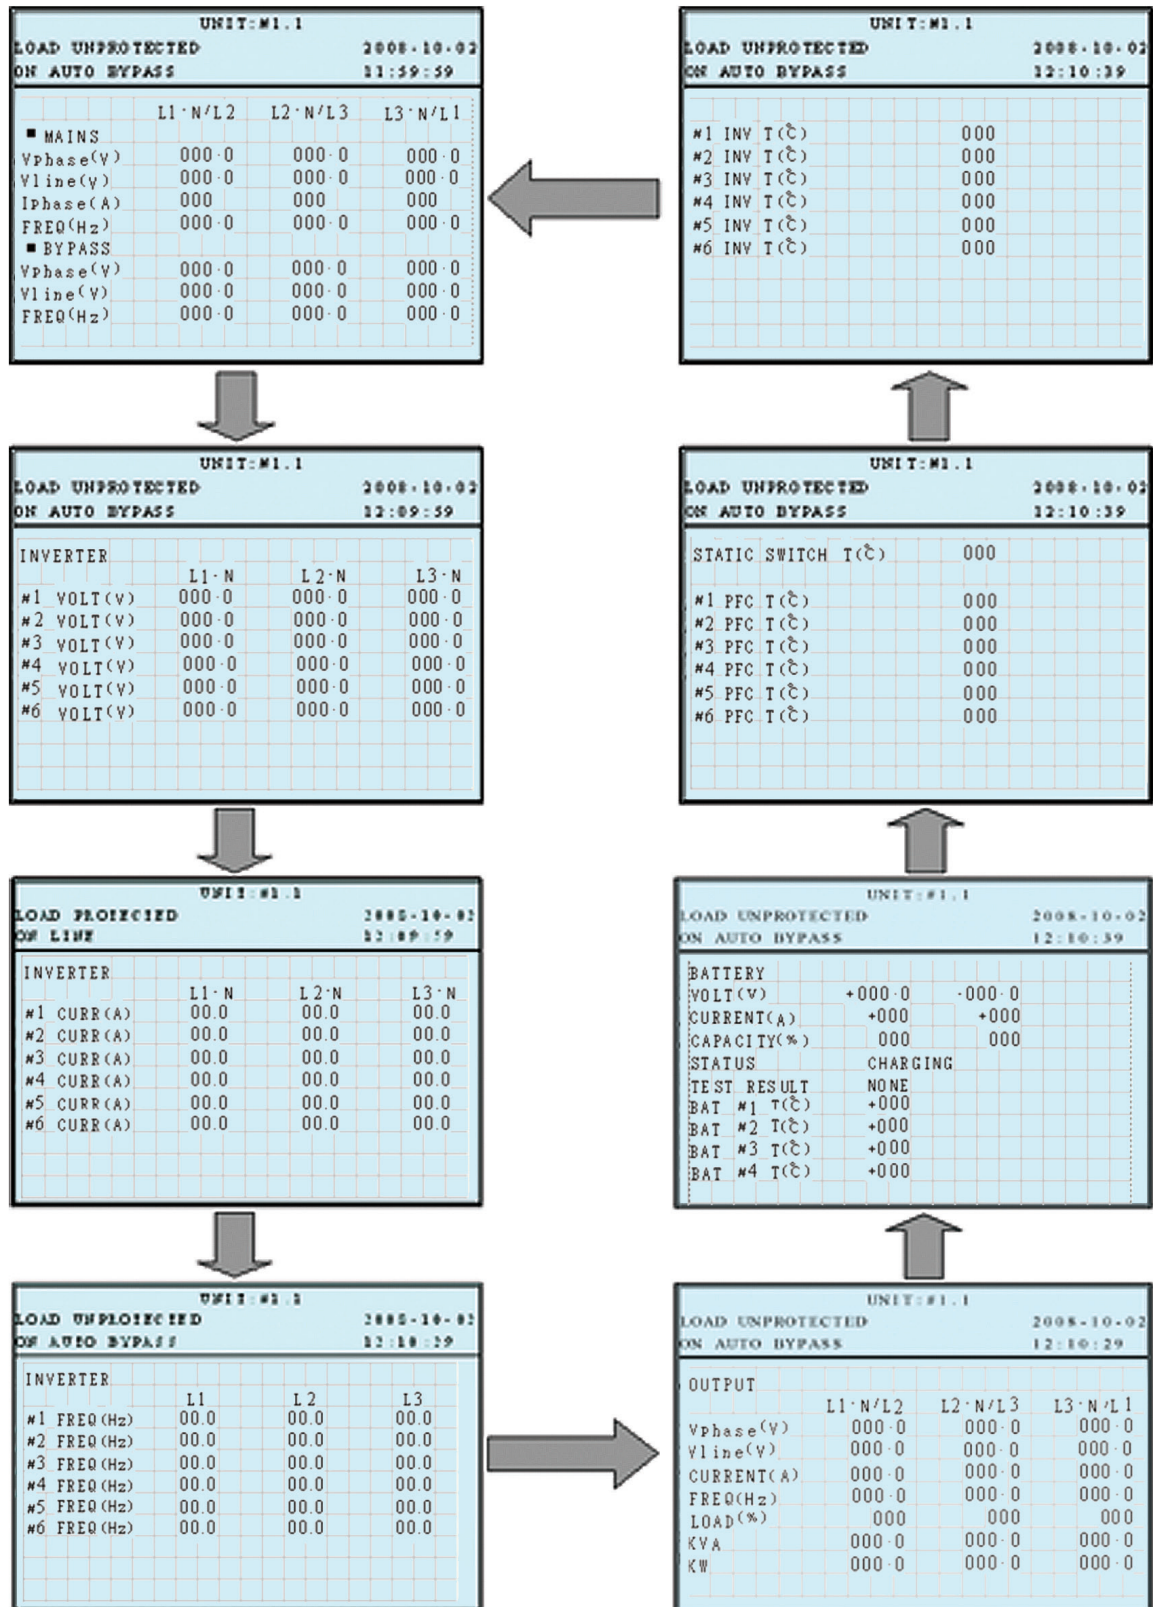 UNIT:#1.1
LOAD UNPROTECTED 2008-10-02
ON AUTO BYPASS 11:59:59
L1-N/L2 L2-N/L3 L3-N/L1
■ MAINS
Vphase(V) 000.0 000.0 000.0
Vline(V) 000.0 000.0 000.0
Iphase(A) 000 000 000
FREQ(Hz) 000.0 000.0 000.0
■ BYPASS
Vphase(V) 000.0 000.0 000.0
Vline(V) 000.0 000.0 000.0
FREQ(Hz) 000.0 000.0 000.0
UNIT:#1.1
LOAD UNPROTECTED 2008-10-02
ON AUTO BYPASS 12:09:59
INVERTER
L1-N L2-N L3-N
#1 VOLT(V) 000.0 000.0 000.0
#2 VOLT(V) 000.0 000.0 000.0
#3 VOLT(V) 000.0 000.0 000.0
#4 VOLT(V) 000.0 000.0 000.0
#5 VOLT(V) 000.0 000.0 000.0
#6 VOLT(V) 000.0 000.0 000.0
UNIT:#1.1
LOAD PROTECTED 2008-10-02
ON LINE 12:09:59
INVERTER
L1-N L2-N L3-N
#1 CURR(A) 00.0 00.0 00.0
#2 CURR(A) 00.0 00.0 00.0
#3 CURR(A) 00.0 00.0 00.0
#4 CURR(A) 00.0 00.0 00.0
#5 CURR(A) 00.0 00.0 00.0
#6 CURR(A) 00.0 00.0 00.0
UNIT:#1.1
LOAD UNPROTECTED 2008-10-02
ON AUTO BYPASS 12:10:29
INVERTER
L1 L2 L3
#1 FREQ(Hz) 00.0 00.0 00.0
#2 FREQ(Hz) 00.0 00.0 00.0
#3 FREQ(Hz) 00.0 00.0 00.0
#4 FREQ(Hz) 00.0 00.0 00.0
#5 FREQ(Hz) 00.0 00.0 00.0
#6 FREQ(Hz) 00.0 00.0 00.0
UNIT:#1.1
LOAD UNPROTECTED 2008-10-02
ON AUTO BYPASS 12:10:29
OUTPUT
L1-N/L2 L2-N/L3 L3-N/L1
Vphase(V) 000.0 000.0 000.0
Vline(V) 000.0 000.0 000.0
CURRENT(A) 000.0 000.0 000.0
FREQ(Hz) 000.0 000.0 000.0
LOAD(%) 000 000 000
KVA 000.0 000.0 000.0
KW 000.0 000.0 000.0
UNIT:#1.1
LOAD UNPROTECTED 2008-10-02
ON AUTO BYPASS 12:10:39
BATTERY
VOLT(V) +000.0 -000.0
CURRENT(A) +000 +000
CAPACITY(%) 000 000
STATUS CHARGING
TEST RESULT NONE
BAT #1 T(℃) +000
BAT #2 T(℃) +000
BAT #3 T(℃) +000
BAT #4 T(℃) +000
UNIT:#1.1
LOAD UNPROTECTED 2008-10-02
ON AUTO BYPASS 12:10:39
STATIC SWITCH T(℃) 000
#1 PFC T(℃) 000
#2 PFC T(℃) 000
#3 PFC T(℃) 000
#4 PFC T(℃) 000
#5 PFC T(℃) 000
#6 PFC T(℃) 000
UNIT:#1.1
LOAD UNPROTECTED 2008-10-02
ON AUTO BYPASS 12:10:39
#1 INV T(℃) 000
#2 INV T(℃) 000
#3 INV T(℃) 000
#4 INV T(℃) 000
#5 INV T(℃) 000
#6 INV T(℃) 000